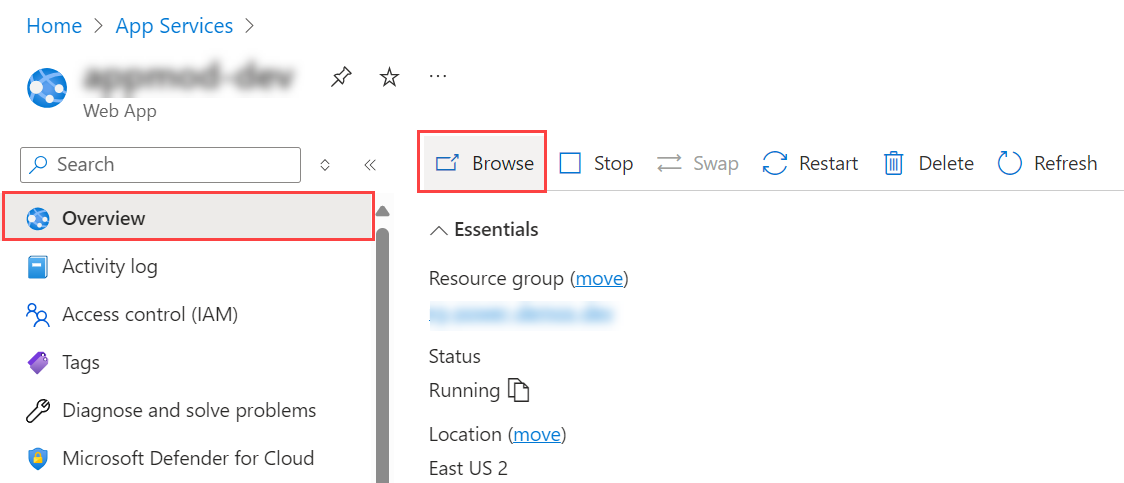 Home > App Services >
Web App
Search
Browse Stop Swap Restart Delete Refresh
Overview
Activity log
Access control (IAM)
Tags
Diagnose and solve problems
Microsoft Defender for Cloud
Essentials
Resource group (move)
Status
Running
Location (move)
East US 2